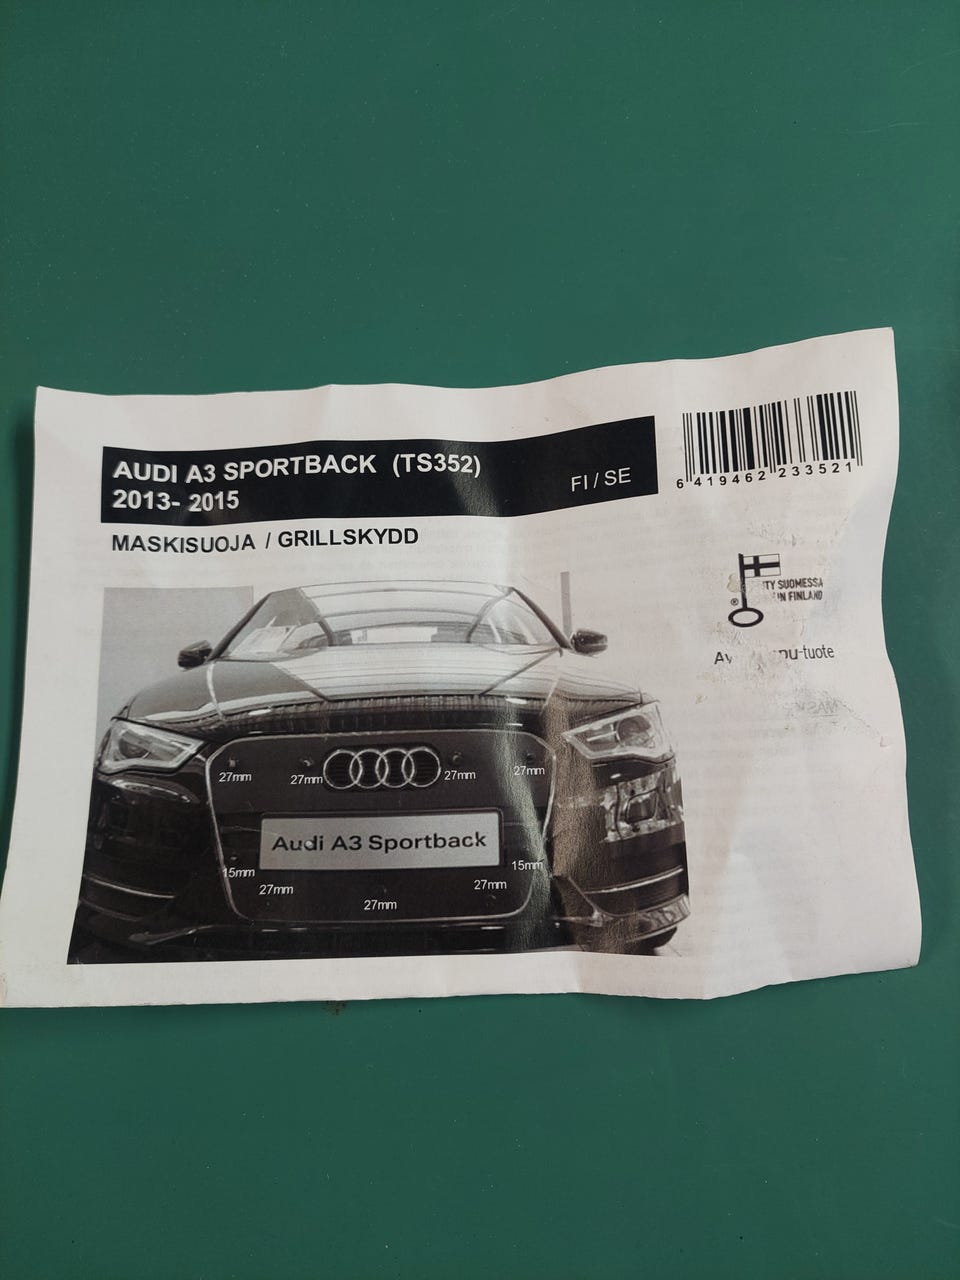 AUDI A3 SPORTBACK (TS352)
2013- 2015
FI / SE
6 419462 233521
MASKISUOJA / GRILLSKYDD
SUOMESSA
IN FINLAND
®
27mm 27mm 27mm 27mm
Audi A3 Sportback
15mm 15mm
27mm 27mm
27mm